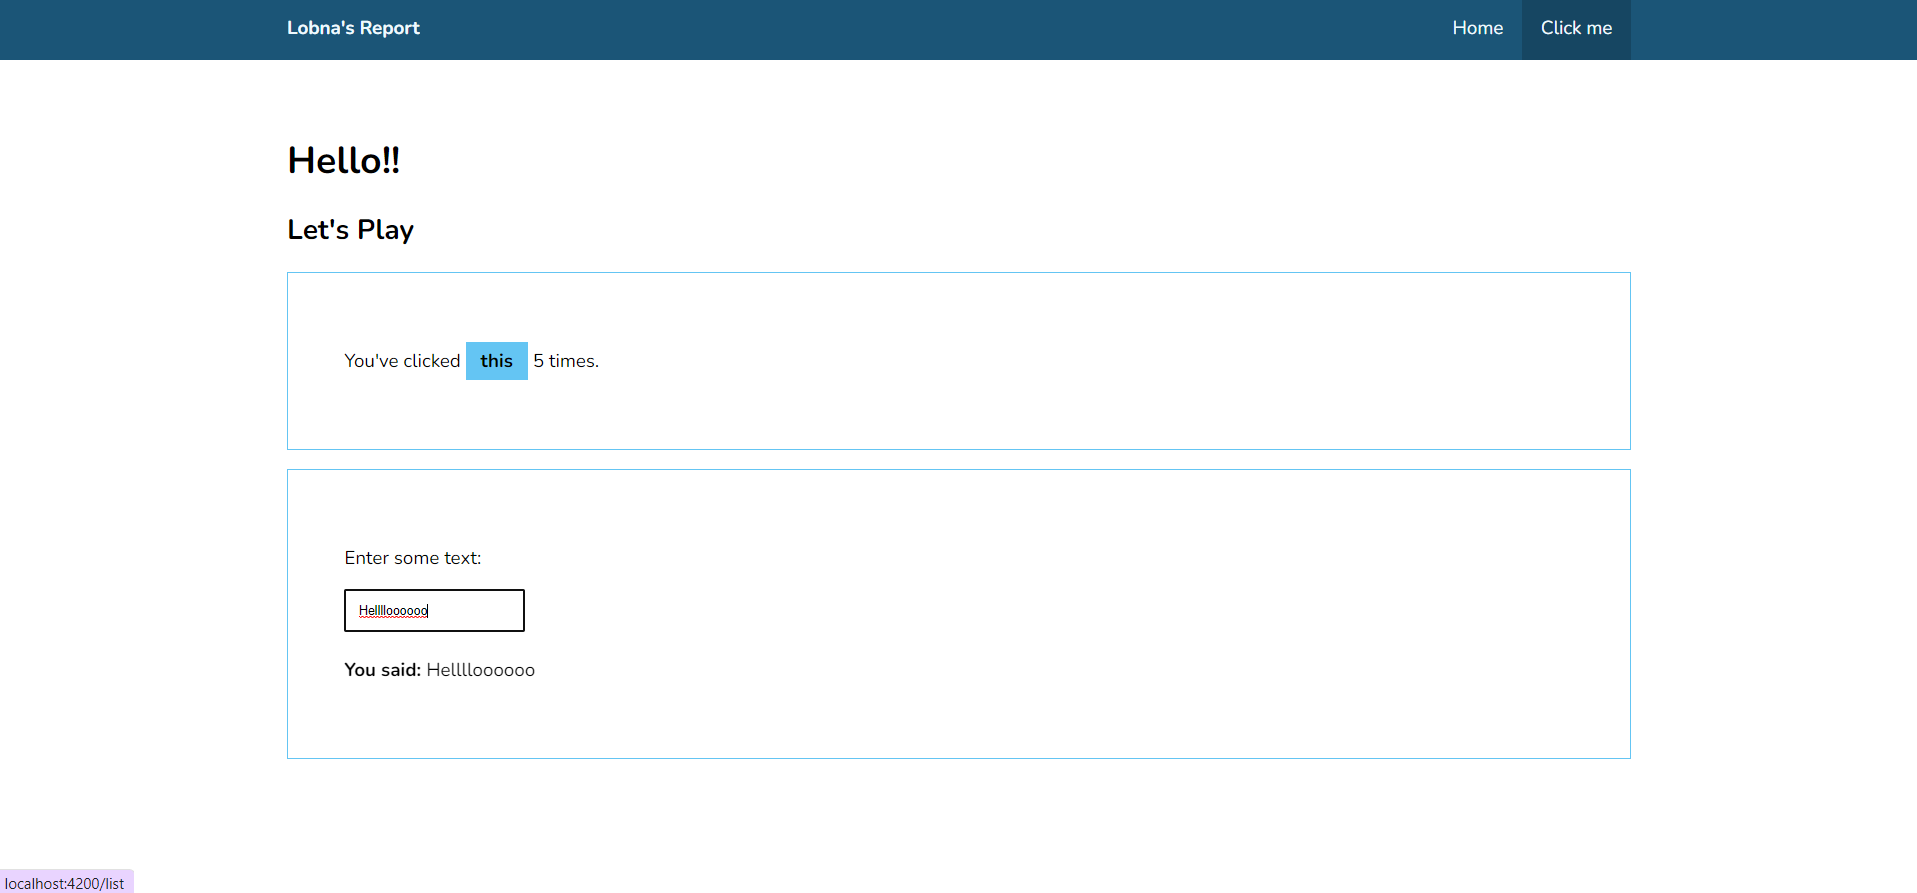 Lobna's Report Home Click me
Hello!!
Let's Play
You've clicked this 5 times.
Enter some text:
Helllloooooo
You said: Helllloooooo
localhost:4200/list